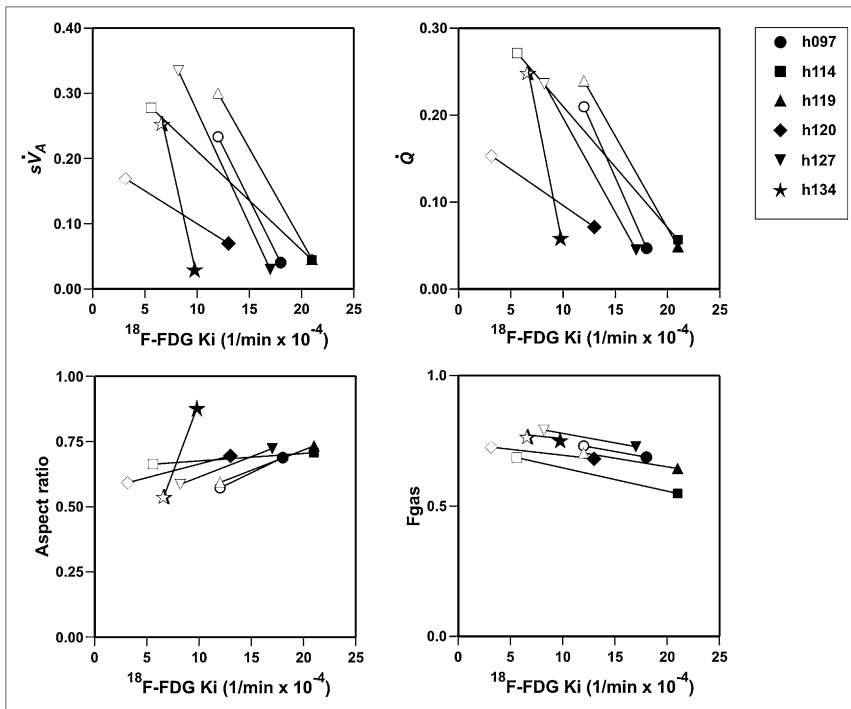 0.40
0.30
0.20
0.10
0.00
sV̇A
0 5 10 15 20 25
¹⁸F-FDG Ki (1/min x 10⁻⁴)
0.30
0.20
0.10
0.00
Q̇
0 5 10 15 20 25
¹⁸F-FDG Ki (1/min x 10⁻⁴)
h097
h114
h119
h120
h127
h134
1.00
0.75
0.50
0.25
0.00
Aspect ratio
0 5 10 15 20 25
¹⁸F-FDG Ki (1/min x 10⁻⁴)
1.0
0.5
0.0
Fgas
0 5 10 15 20 25
¹⁸F-FDG Ki (1/min x 10⁻⁴)